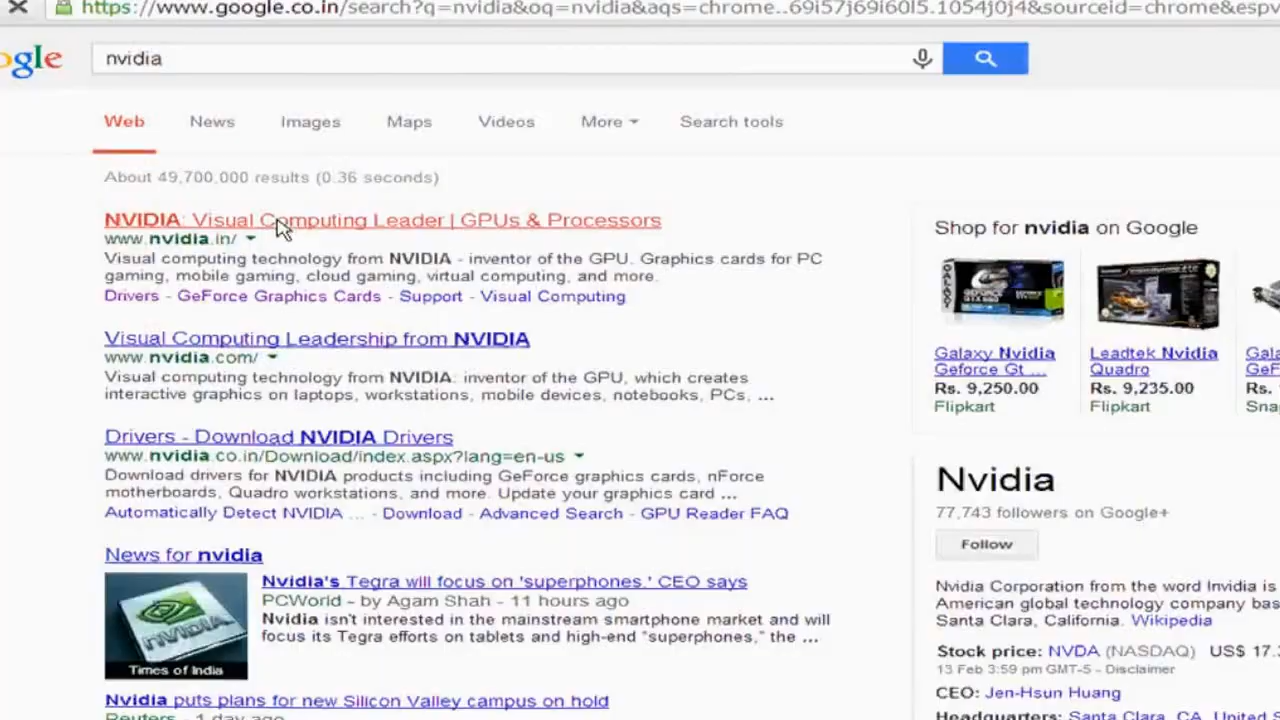 https://www.google.co.in/search?q=nvidia&oq=nvidia&aqs=chrome..69i57j69i60l5.1054j0j4&sourceid=chrome&espv
ogle
nvidia
Web News Images Maps Videos More Search tools
About 49,700,000 results (0.36 seconds)
NVIDIA: Visual Computing Leader | GPUs & Processors
www.nvidia.in/
Visual computing technology from NVIDIA - inventor of the GPU. Graphics cards for PC
gaming, mobile gaming, cloud gaming, virtual computing, and more.
Drivers - GeForce Graphics Cards - Support - Visual Computing
Visual Computing Leadership from NVIDIA
www.nvidia.com/
Visual computing technology from NVIDIA: inventor of the GPU, which creates
interactive graphics on laptops, workstations, mobile devices, notebooks, PCs, ...
Drivers - Download NVIDIA Drivers
www.nvidia.co.in/Download/index.aspx?lang=en-us
Download drivers for NVIDIA products including GeForce graphics cards, nForce
motherboards, Quadro workstations, and more. Update your graphics card ...
Automatically Detect NVIDIA ... - Download - Advanced Search - GPU Reader FAQ
News for nvidia
Nvidia's Tegra will focus on 'superphones,' CEO says
PCWorld - by Agam Shah - 11 hours ago
Nvidia isn't interested in the mainstream smartphone market and will
focus its Tegra efforts on tablets and high-end "superphones," the ...
NVIDIA
Times of India
Nvidia puts plans for new Silicon Valley campus on hold
Reuters - 1 day ago
Shop for nvidia on Google
GALAXY
GEFORCE
Galaxy Nvidia
Geforce Gt ...
Rs. 9,250.00
Flipkart
Leadtek Nvidia
Quadro
Rs. 9,235.00
Flipkart
Gala
GeF
Rs.
Snap
Nvidia
77,743 followers on Google+
Follow
Nvidia Corporation from the word Invidia is
American global technology company bas
Santa Clara, California. Wikipedia
Stock price: NVDA (NASDAQ) US$ 17.
13 Feb 3:59 pm GMT-5 - Disclaimer
CEO: Jen-Hsun Huang
Headquarters: Santa Clara, CA, United S